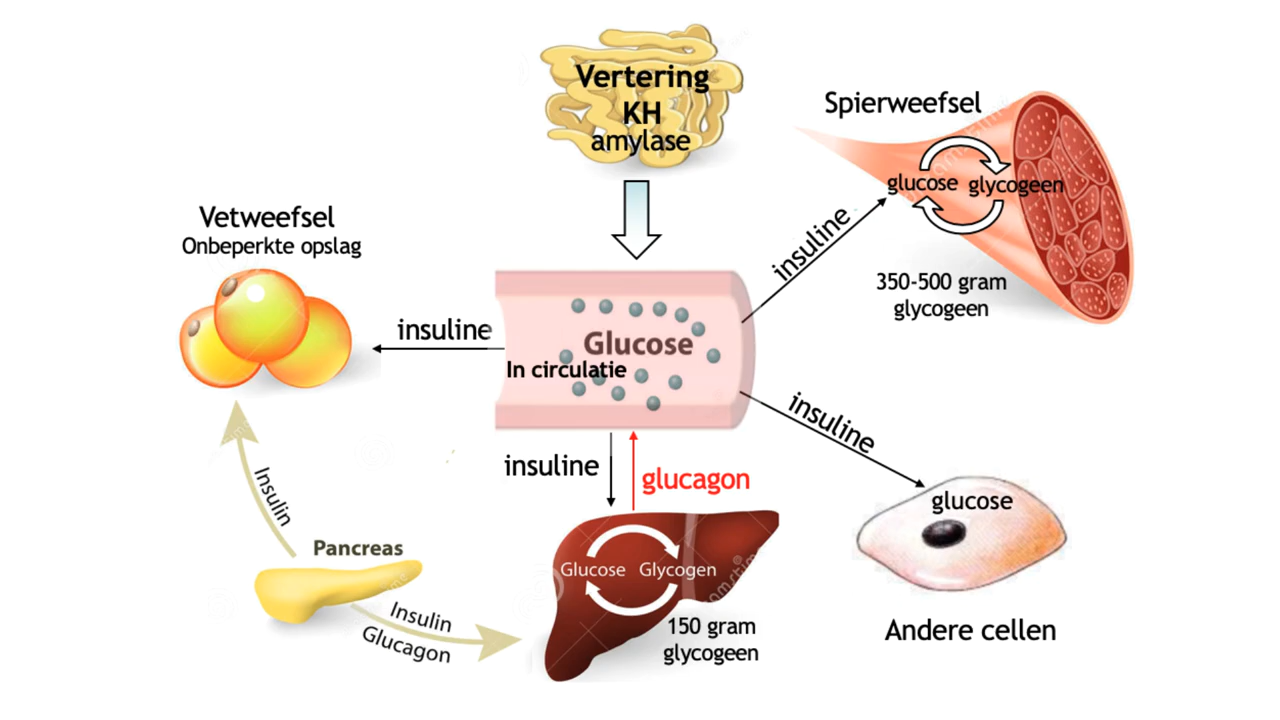 Vertering
KH
amylase
Spierweefsel
glucose glycogeen
350-500 gram
glycogeen
Vetweefsel
Onbeperkte opslag
insuline
insuline
Glucose
In circulatie
insuline
insuline
glucagon
glucose
Andere cellen
Insulin
Pancreas
Insulin
Glucagon
Glucose Glycogen
150 gram
glycogeen